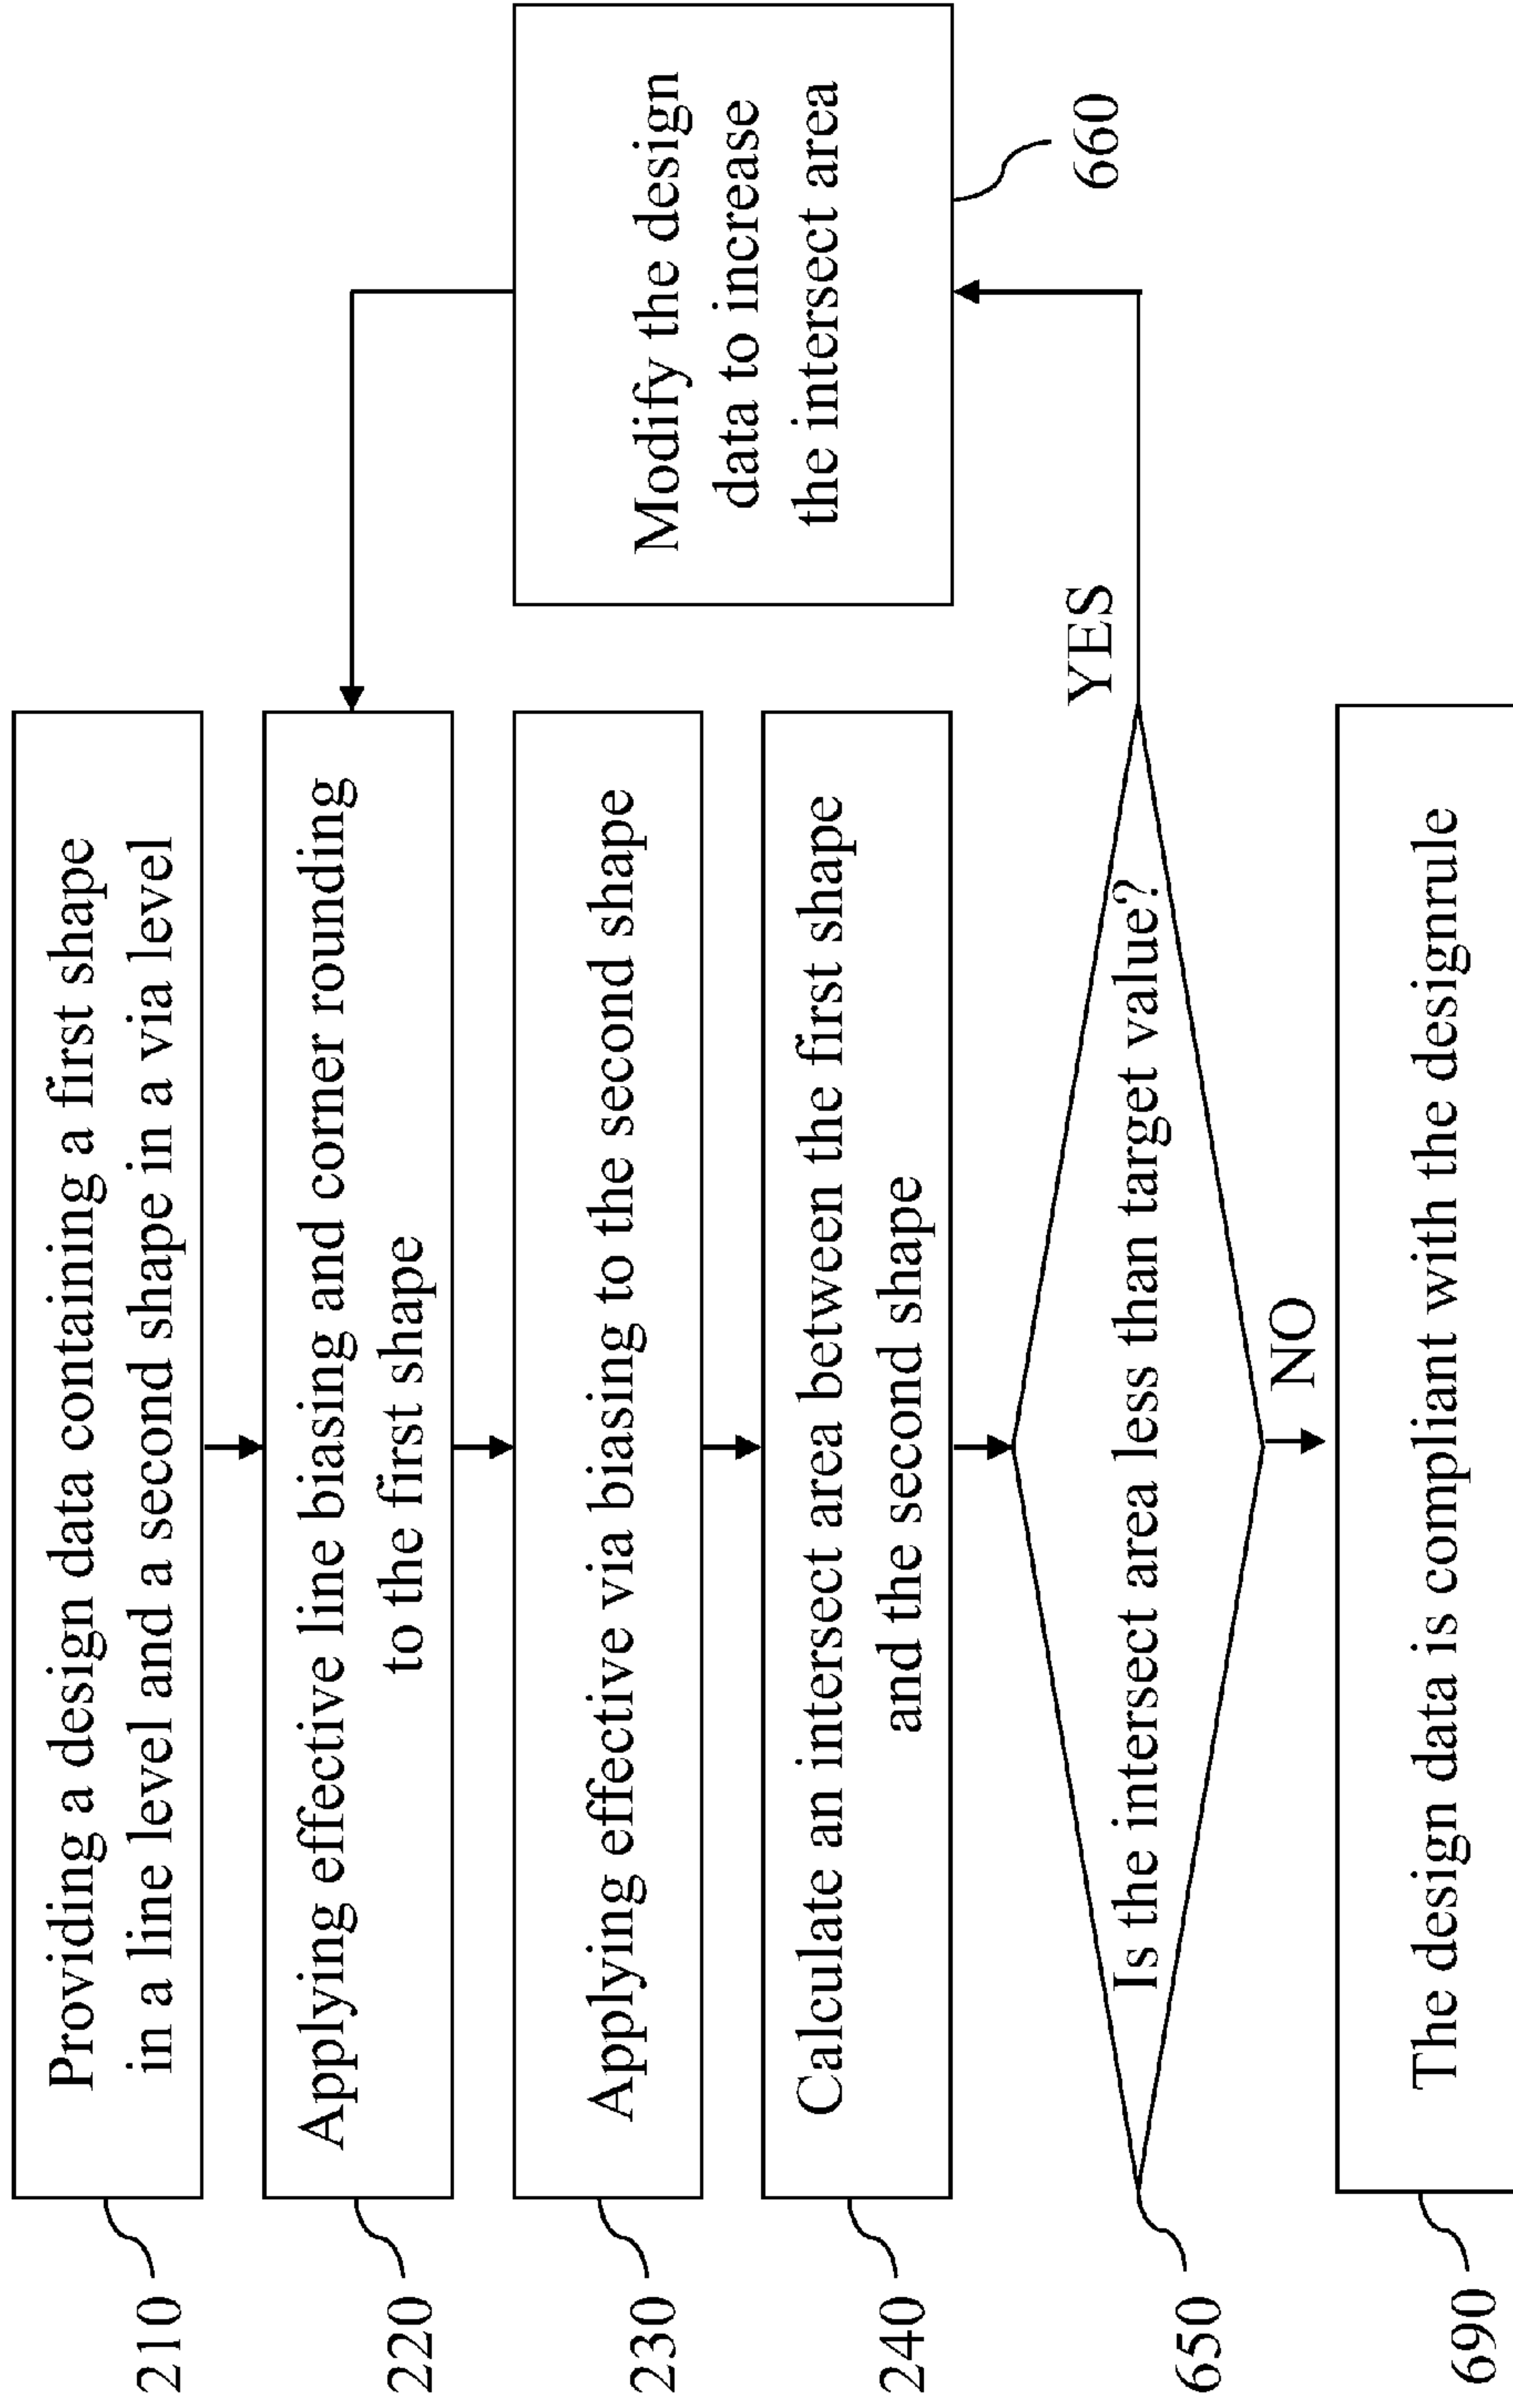 210
Providing a design data containing a first shape
in a line level and a second shape in a via level
220
Applying effective line biasing and corner rounding
to the first shape
230
Applying effective via biasing to the second shape
240
Calculate an intersect area between the first shape
and the second shape
650
Is the intersect area less than target value?
YES
Modify the design
data to increase
the intersect area
660
NO
690
The design data is compliant with the designrule